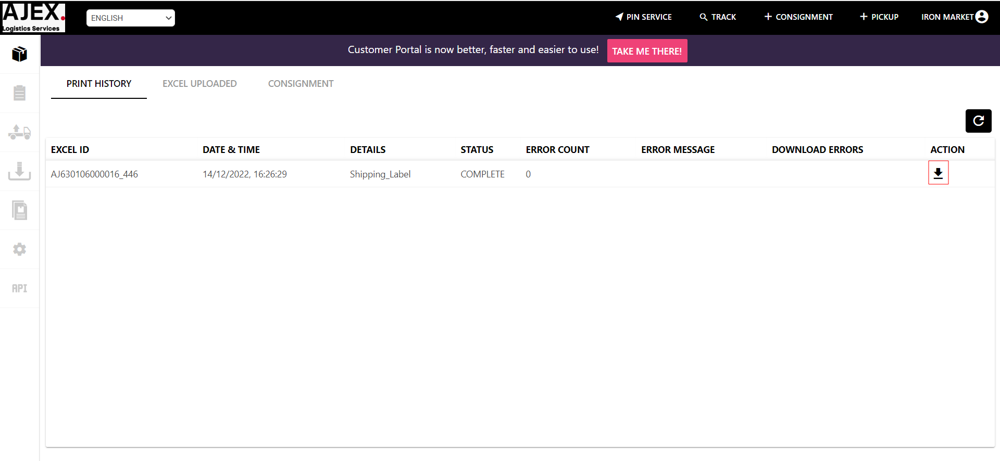 AJEX.
Logistics Services
ENGLISH
PIN SERVICE
TRACK
CONSIGNMENT
PICKUP
IRON MARKET
Customer Portal is now better, faster and easier to use!
TAKE ME THERE!
PRINT HISTORY
EXCEL UPLOADED
CONSIGNMENT
EXCEL ID DATE & TIME DETAILS STATUS ERROR COUNT ERROR MESSAGE DOWNLOAD ERRORS ACTION
AJ630106000016_446 14/12/2022, 16:26:29 Shipping_Label COMPLETE 0
API